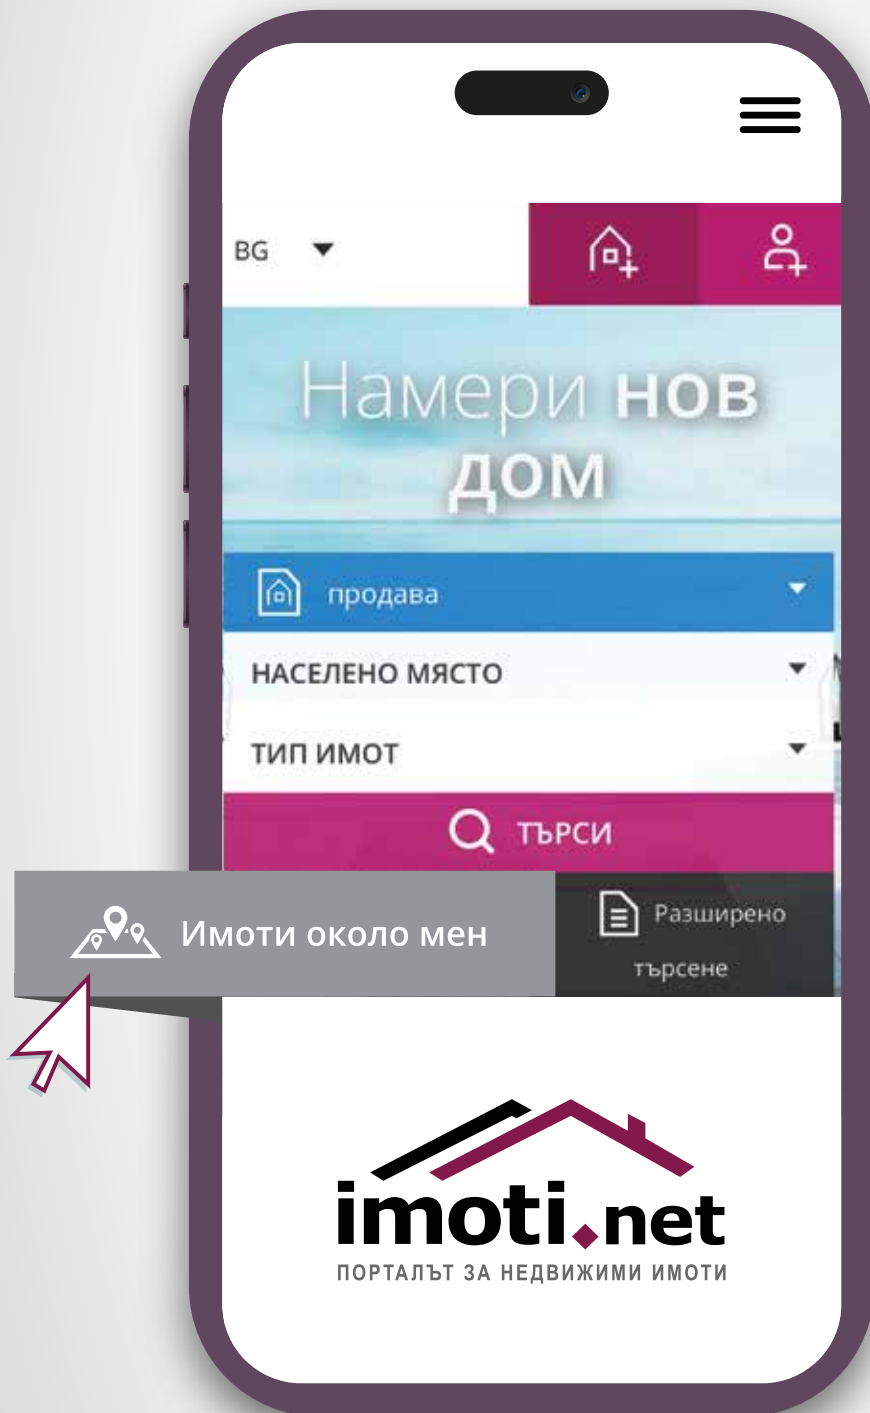 BG
Намери нов
дом
продава
НАСЕЛЕНО МЯСТО
ТИП ИМОТ
ТЪРСИ
Имоти около мен
Разширено
търсене
imoti.net
ПОРТАЛЪТ ЗА НЕДВИЖИМИ ИМОТИ